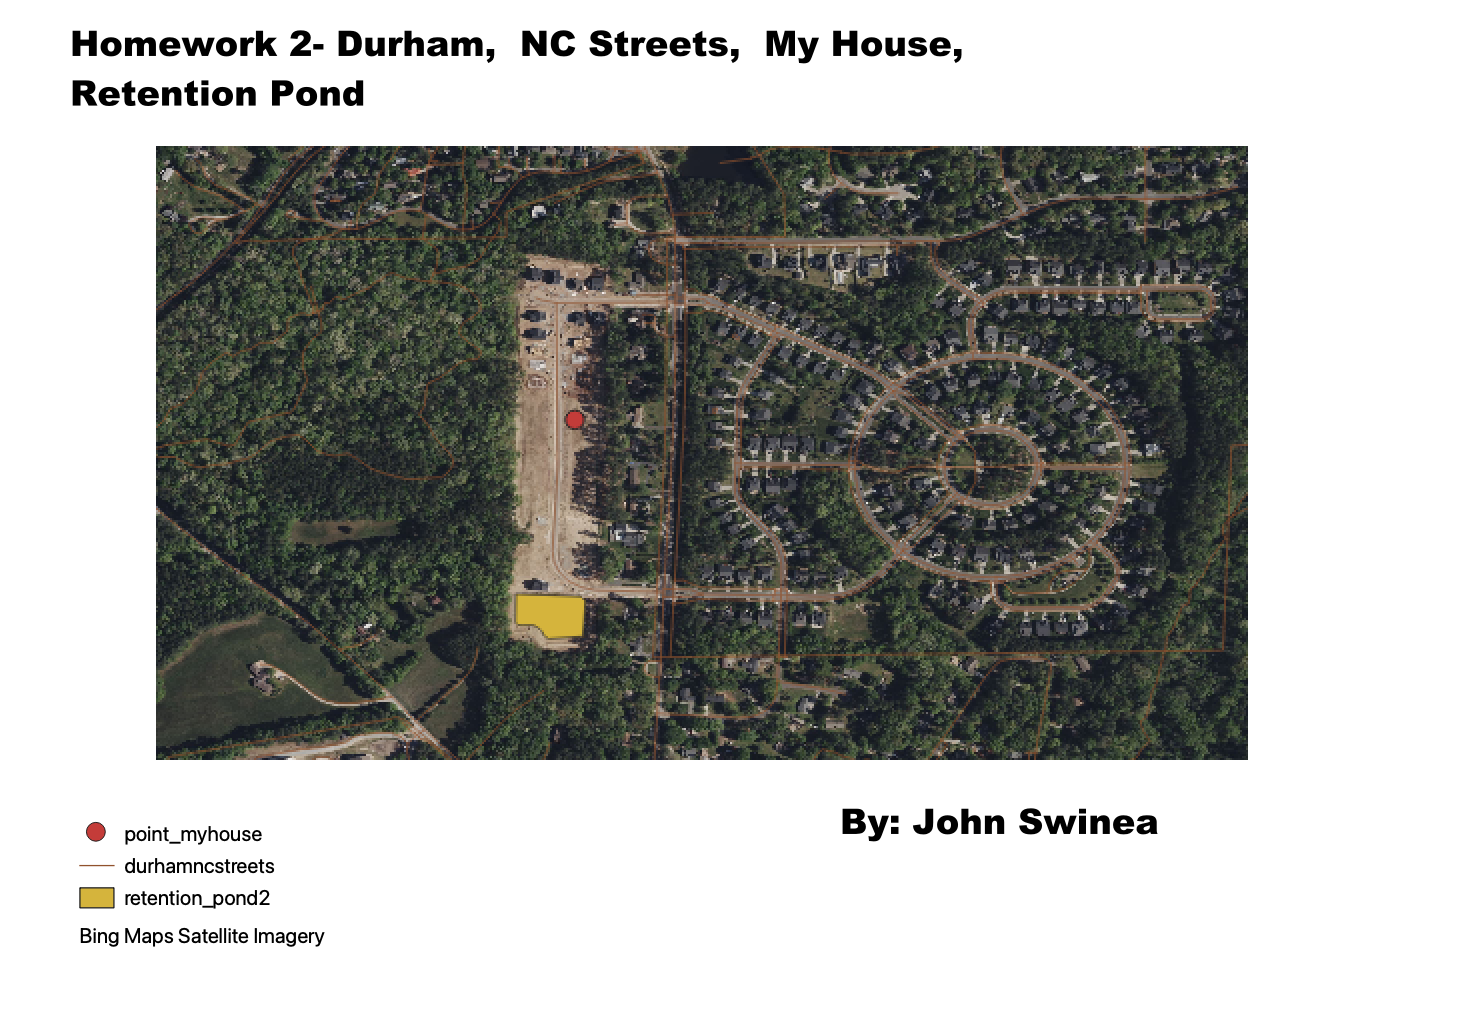 Homework 2- Durham,  NC Streets,  My House,
Retention Pond
By: John Swinea
point_myhouse
durhamncstreets
retention_pond2
Bing Maps Satellite Imagery